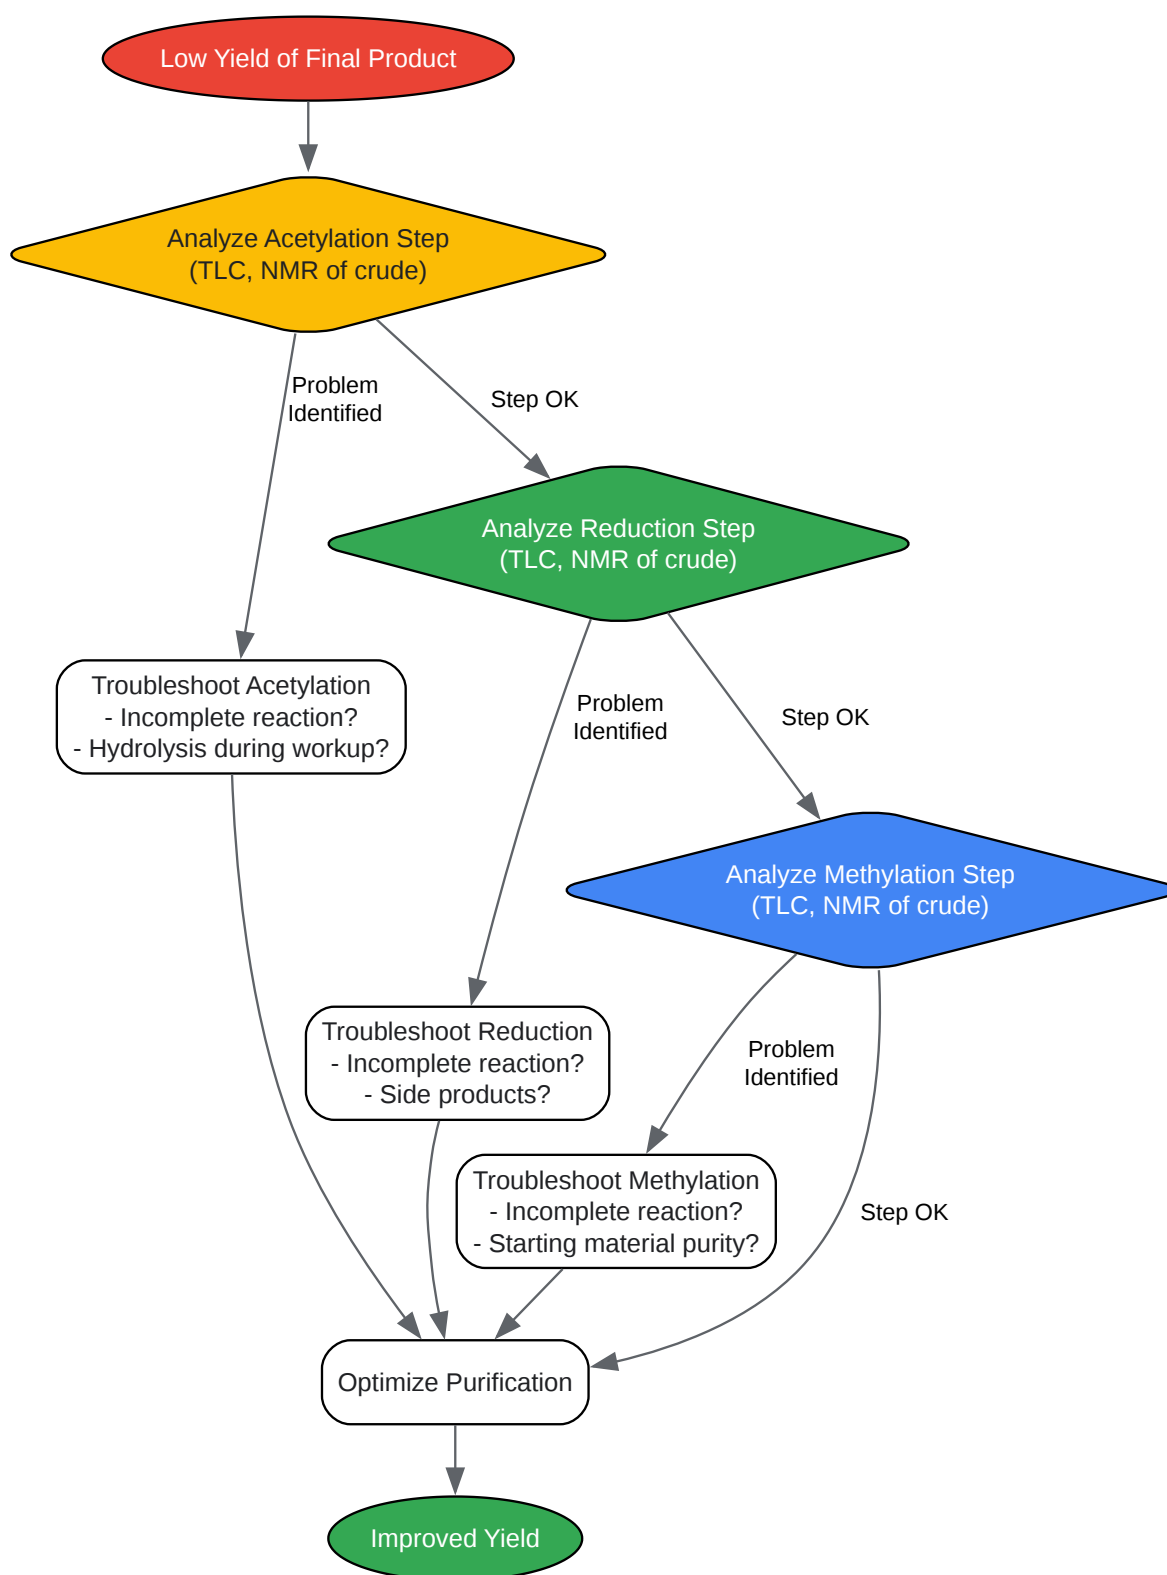 Low Yield of Final Product
Analyze Acetylation Step
(TLC, NMR of crude)
Problem
Identified
Step OK
Analyze Reduction Step
(TLC, NMR of crude)
Troubleshoot Acetylation
- Incomplete reaction?
- Hydrolysis during workup?
Problem
Identified
Step OK
Analyze Methylation Step
(TLC, NMR of crude)
Troubleshoot Reduction
- Incomplete reaction?
- Side products?
Problem
Identified
Troubleshoot Methylation
- Incomplete reaction?
- Starting material purity?
Step OK
Optimize Purification
Improved Yield